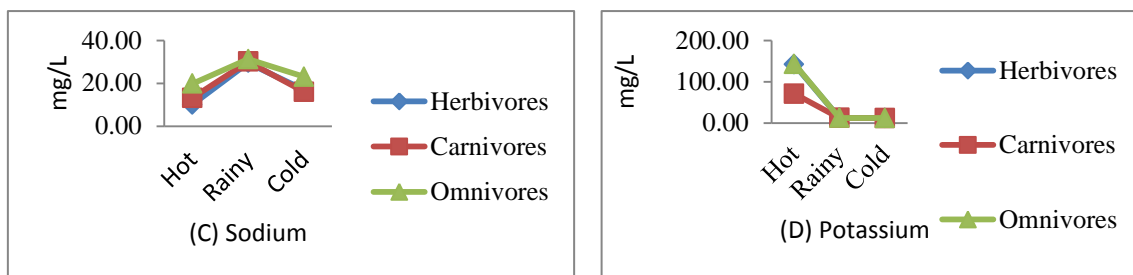 40.00
20.00
0.00
mg/L
Hot
Rainy
Cold
Herbivores
Carnivores
Omnivores
(C) Sodium
200.00
100.00
0.00
mg/L
Hot
Rainy
Cold
Herbivores
Carnivores
Omnivores
(D) Potassium